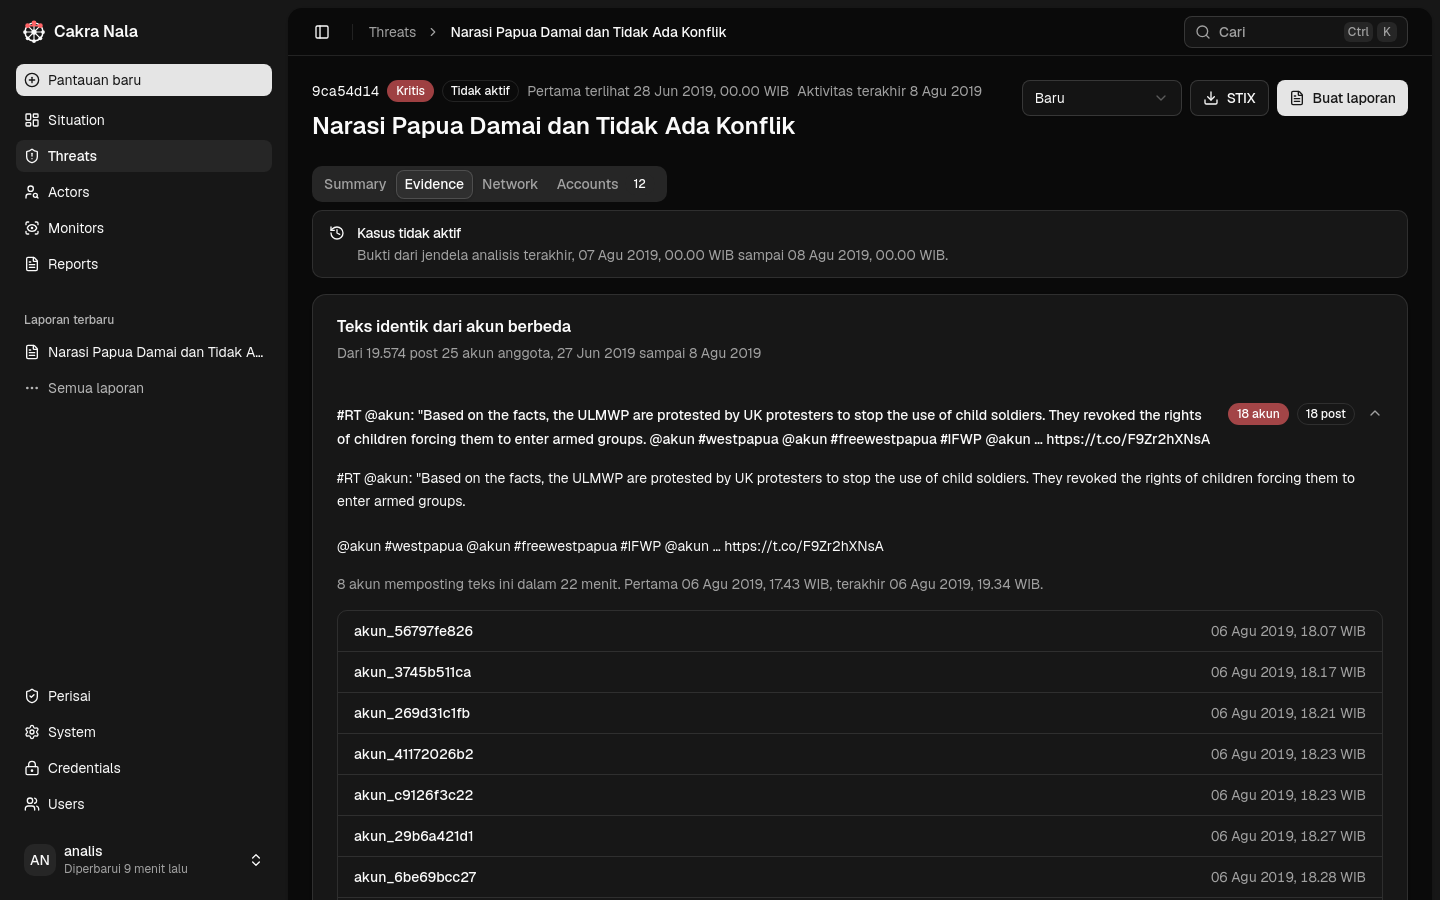 Cakra Nala
Pantauan baru
Situation
Threats
Actors
Monitors
Reports
Laporan terbaru
Narasi Papua Damai dan Tidak A...
Semua laporan
Perisai
System
Credentials
Users
AN
analis
Diperbarui 9 menit lalu
Threats > Narasi Papua Damai dan Tidak Ada Konflik
Cari Ctrl K
9ca54d14 Kritis Tidak aktif Pertama terlihat 28 Jun 2019, 00.00 WIB Aktivitas terakhir 8 Agu 2019
Narasi Papua Damai dan Tidak Ada Konflik
Baru STIX Buat laporan
Summary Evidence Network Accounts 12
Kasus tidak aktif
Bukti dari jendela analisis terakhir, 07 Agu 2019, 00.00 WIB sampai 08 Agu 2019, 00.00 WIB.
Teks identik dari akun berbeda
Dari 19.574 post 25 akun anggota, 27 Jun 2019 sampai 8 Agu 2019
#RT @akun: "Based on the facts, the ULMWP are protested by UK protesters to stop the use of child soldiers. They revoked the rights
of children forcing them to enter armed groups. @akun #westpapua @akun #freewestpapua #IFWP @akun … https://t.co/F9Zr2hXNsA
18 akun 18 post
#RT @akun: "Based on the facts, the ULMWP are protested by UK protesters to stop the use of child soldiers. They revoked the rights of children forcing them to
enter armed groups.
@akun #westpapua @akun #freewestpapua #IFWP @akun … https://t.co/F9Zr2hXNsA
8 akun memposting teks ini dalam 22 menit. Pertama 06 Agu 2019, 17.43 WIB, terakhir 06 Agu 2019, 19.34 WIB.
akun_56797fe826 06 Agu 2019, 18.07 WIB
akun_3745b511ca 06 Agu 2019, 18.17 WIB
akun_269d31c1fb 06 Agu 2019, 18.21 WIB
akun_41172026b2 06 Agu 2019, 18.23 WIB
akun_c9126f3c22 06 Agu 2019, 18.23 WIB
akun_29b6a421d1 06 Agu 2019, 18.27 WIB
akun_6be69bcc27 06 Agu 2019, 18.28 WIB